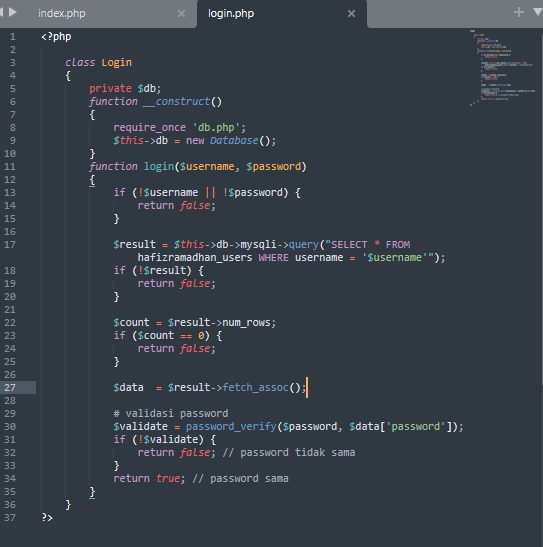 index.php × login.php ×
1 <?php
2
3 class Login
4 {
5 private $db;
6 function __construct()
7 {
8 require_once 'db.php';
9 $this->db = new Database();
10 }
11 function login($username, $password)
12 {
13 if (!$username || !$password) {
14 return false;
15 }
16
17 $result = $this->db->mysqli->query("SELECT * FROM
hafizramadhan_users WHERE username = '$username'");
18 if (!$result) {
19 return false;
20 }
21
22 $count = $result->num_rows;
23 if ($count == 0) {
24 return false;
25 }
26
27 $data  = $result->fetch_assoc();
28
29 # validasi password
30 $validate = password_verify($password, $data['password']);
31 if (!$validate) {
32 return false; // password tidak sama
33 }
34 return true; // password sama
35 }
36 }
37 ?>